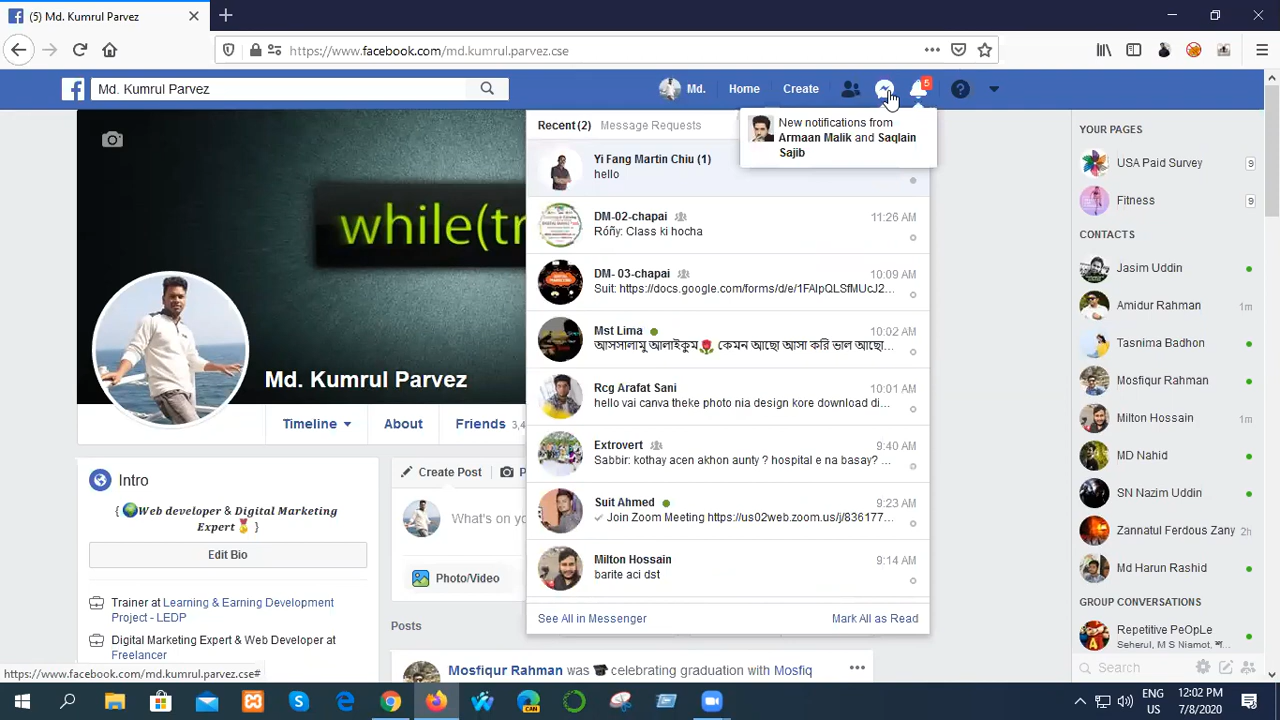 (5) Md. Kumrul Parvez
https://www.facebook.com/md.kumrul.parvez.cse
Md. Kumrul Parvez
Md.
Home
Create
5
New notifications from
Armaan Malik and Saqlain
Sajib
Recent (2)
Message Requests
Yi Fang Martin Chiu (1)
hello
DM-02-chapai
11:26 AM
Róñy: Class ki hocha
DM- 03-chapai
10:09 AM
Suit: https://docs.google.com/forms/d/e/1FAIpQLSfMUcJ2...
Mst Lima
10:02 AM
আসসালামু আলাইকুম🌹 কেমন আছো আসা করি ভাল আছো...
Rcg Arafat Sani
10:01 AM
hello vai canva theke photo nia design kore download di...
Extrovert
9:40 AM
Sabbir: kothay acen akhon aunty ? hospital e na basay? ...
Suit Ahmed
9:23 AM
Join Zoom Meeting https://us02web.zoom.us/j/836177...
Milton Hossain
9:14 AM
barite aci dst
See All in Messenger
Mark All as Read
while(tr
Md. Kumrul Parvez
Timeline
About
Friends 3,4
Intro
{ 🌍Web developer & Digital Marketing
Expert🏅 }
Edit Bio
Trainer at Learning & Earning Development
Project - LEDP
Digital Marketing Expert & Web Developer at
Freelancer
Create Post
P
What's on yo
Photo/Video
Posts
Mosfiqur Rahman was 🎓 celebrating graduation with Mosfiq
YOUR PAGES
USA Paid Survey
9
Fitness
9
CONTACTS
Jasim Uddin
Amidur Rahman
1m
Tasnima Badhon
Mosfiqur Rahman
Milton Hossain
1m
MD Nahid
SN Nazim Uddin
Zannatul Ferdous Zany
2h
Md Harun Rashid
GROUP CONVERSATIONS
Repetitive PeOpLe
Seherul, M S Niamot,
Search
https://www.facebook.com/md.kumrul.parvez.cse#
CAN
ENG
US
12:02 PM
7/8/2020